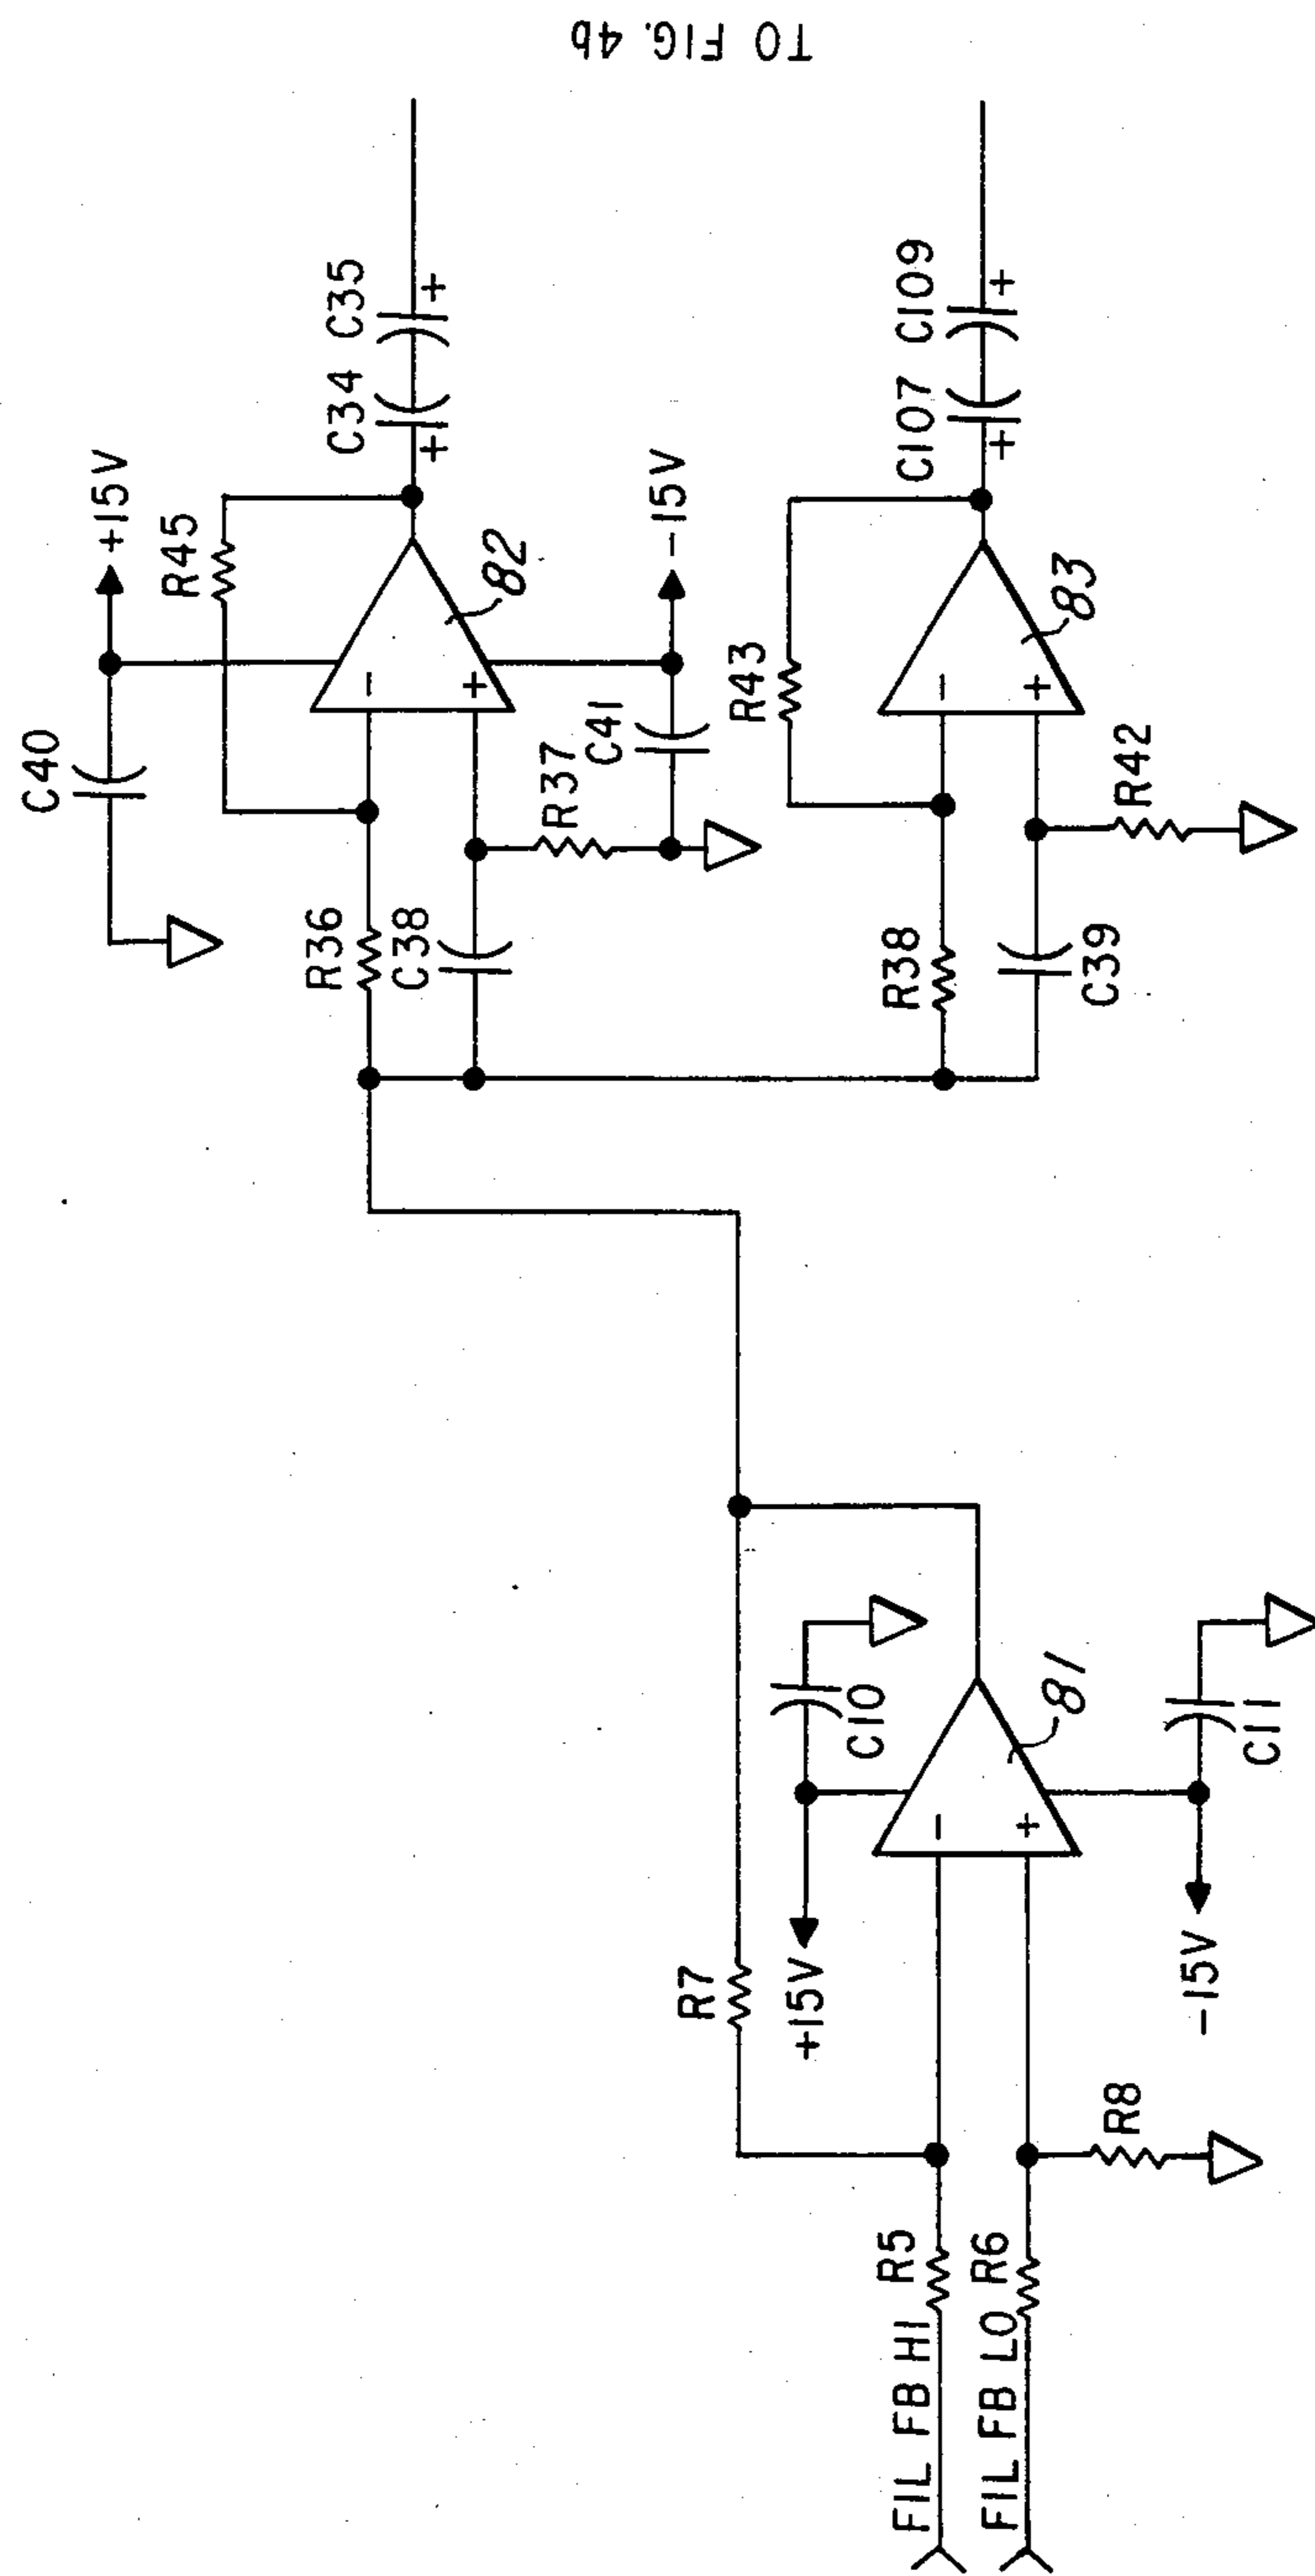 TO FIG. 4b
C40
+15V
R45
C34 C35
+ +
82
−
+
R36
C38
R37
C41
−15V
R43
C107 C109
+ +
83
−
+
R38
C39
R42
R7
+15V
C10
81
−
+
−15V
C11
R8
FIL FB HI R5
FIL FB LO R6